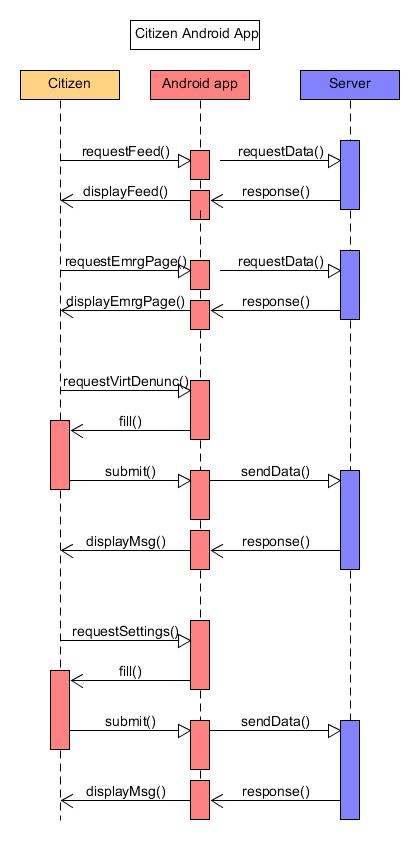 Citizen Android App
Citizen
Android app
Server
requestFeed()
requestData()
displayFeed()
response()
requestEmrgPage()
requestData()
displayEmrgPage()
response()
requestVirtDenunc()
fill()
submit()
sendData()
displayMsg()
response()
requestSettings()
fill()
submit()
sendData()
displayMsg()
response()